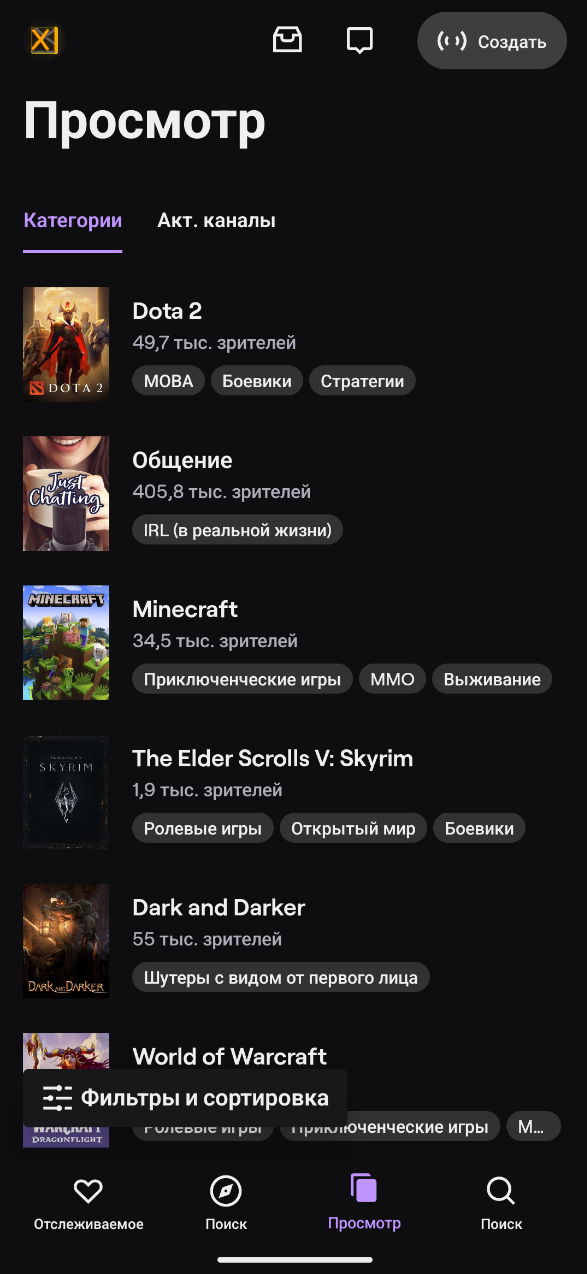 Создать
Просмотр
Категории Акт. каналы
Dota 2
49,7 тыс. зрителей
MOBA Боевики Стратегии
DOTA 2
Общение
405,8 тыс. зрителей
Just
Chatting
IRL (в реальной жизни)
MINECRAFT
Minecraft
34,5 тыс. зрителей
Приключенческие игры MMO Выживание
The Elder Scrolls V: Skyrim
SKYRIM
1,9 тыс. зрителей
Ролевые игры Открытый мир Боевики
Dark and Darker
55 тыс. зрителей
Шутеры с видом от первого лица
DARK AND DARKER
World of Warcraft
Фильтры и сортировка
Ролевые игры Приключенческие игры М...
WARCRAFT
DRAGONFLIGHT
Отслеживаемое Поиск Просмотр Поиск